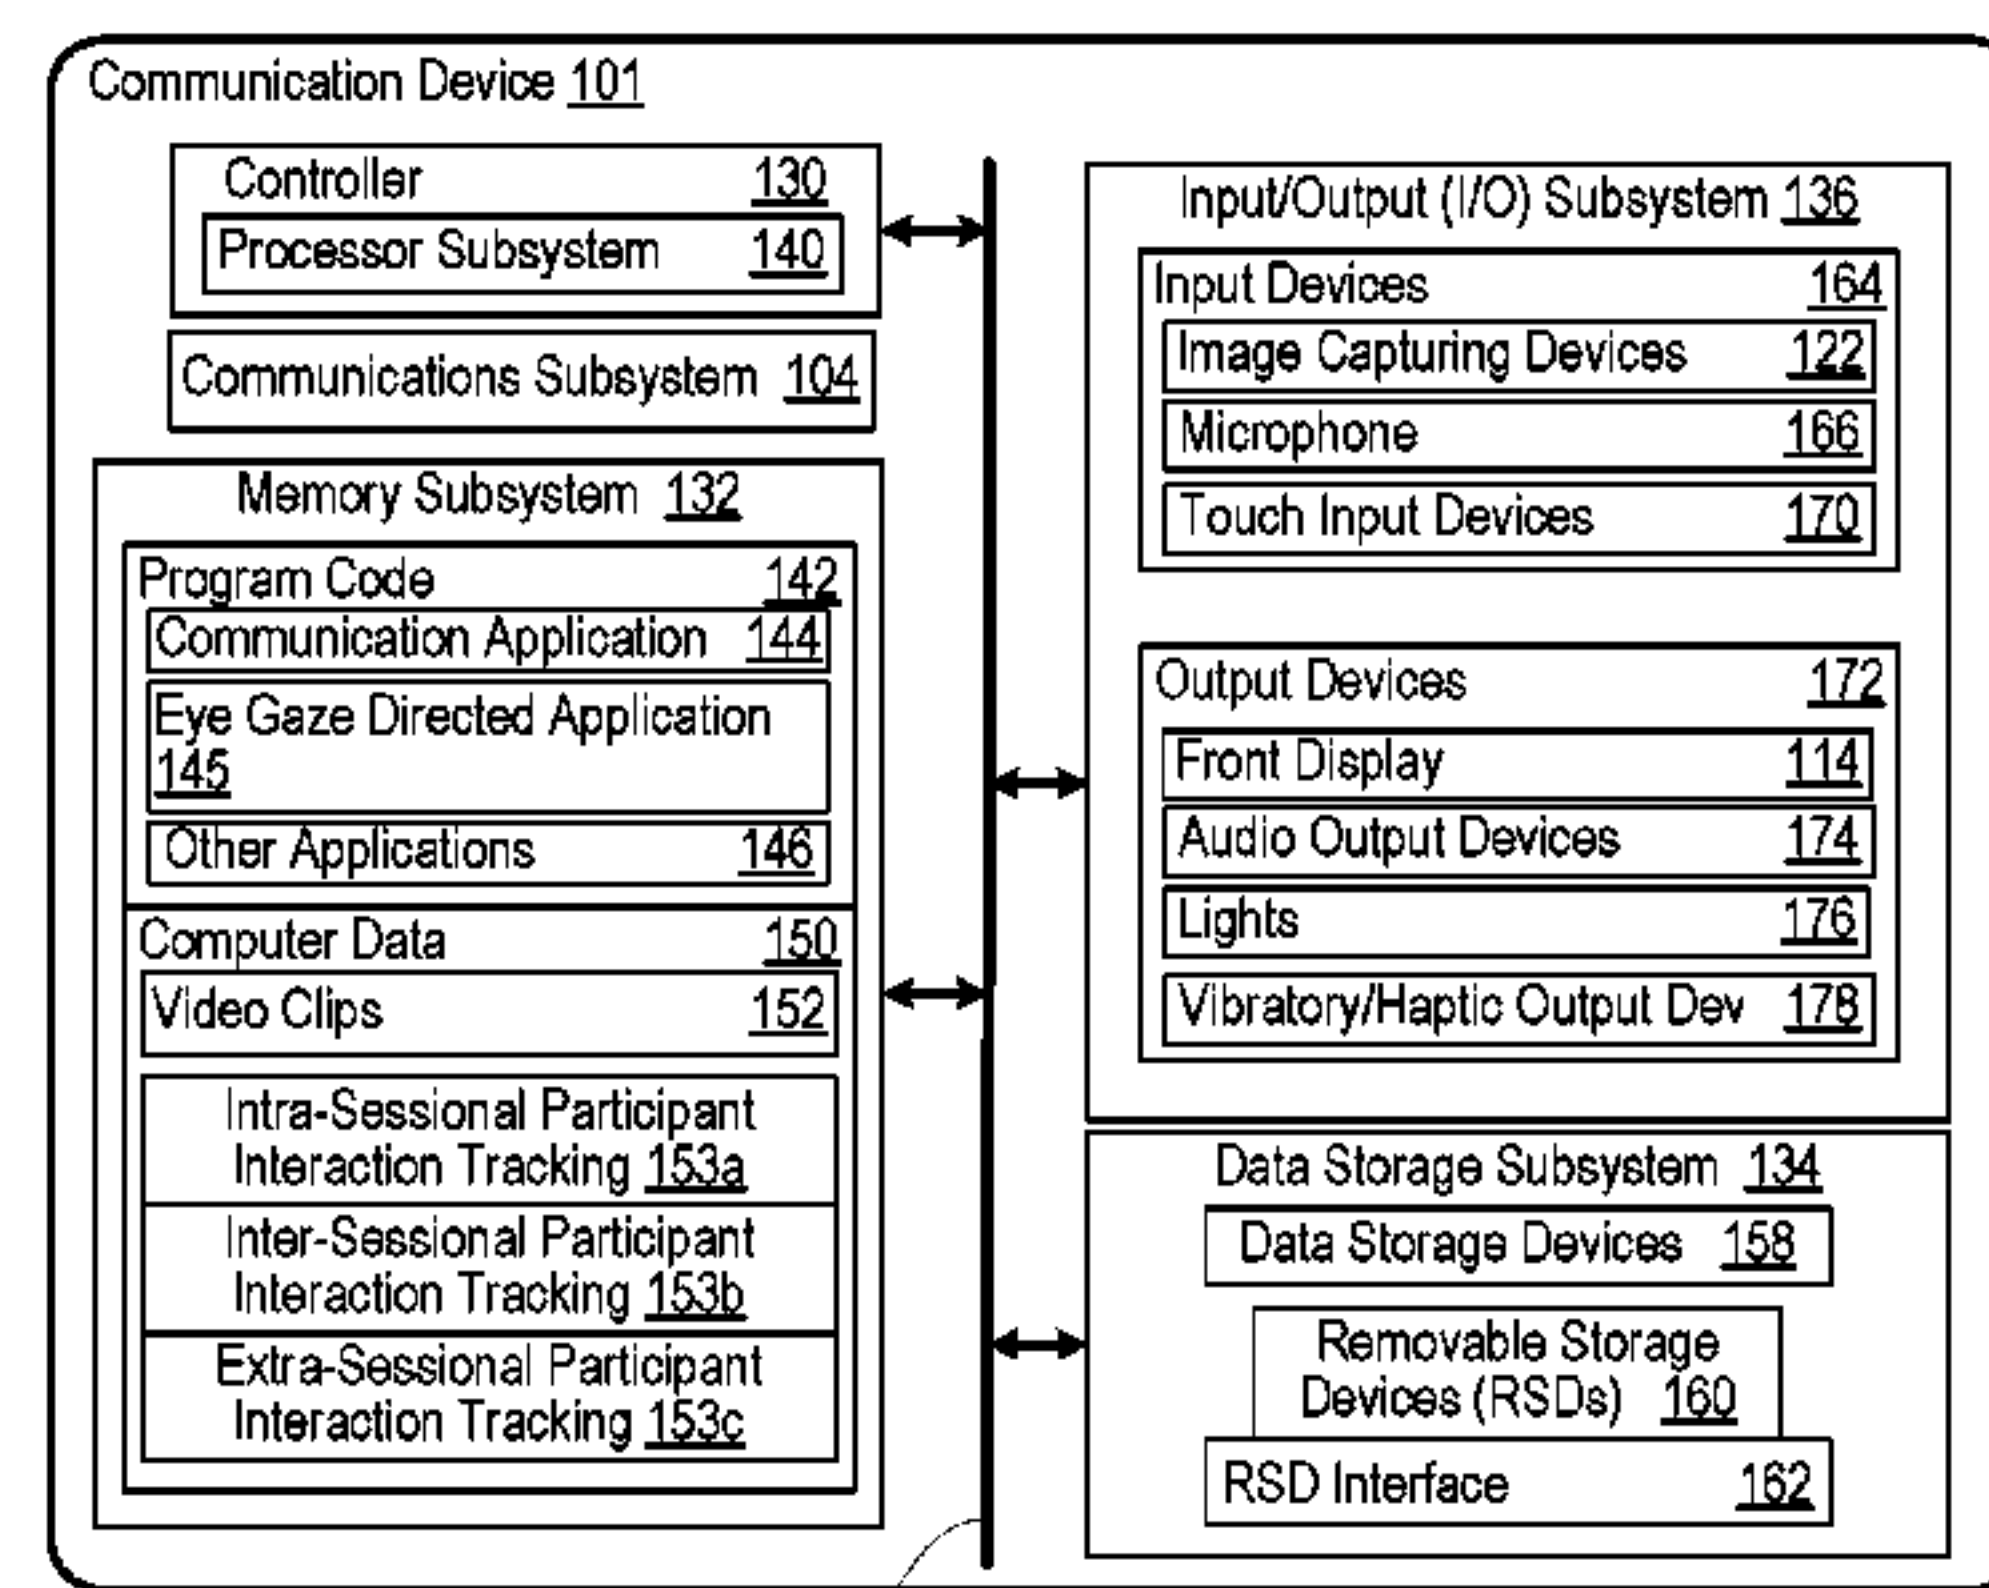 Communication Device 101
Controller 130
Processor Subsystem 140
Communications Subsystem 104
Memory Subsystem 132
Program Code 142
Communication Application 144
Eye Gaze Directed Application
145
Other Applications 146
Computer Data 150
Video Clips 152
Intra-Sessional Participant
Interaction Tracking 153a
Inter-Sessional Participant
Interaction Tracking 153b
Extra-Sessional Participant
Interaction Tracking 153c
Input/Output (I/O) Subsystem 136
Input Devices 164
Image Capturing Devices 122
Microphone 166
Touch Input Devices 170
Output Devices 172
Front Display 114
Audio Output Devices 174
Lights 176
Vibratory/Haptic Output Dev 178
Data Storage Subsystem 134
Data Storage Devices 158
Removable Storage
Devices (RSDs) 160
RSD Interface 162